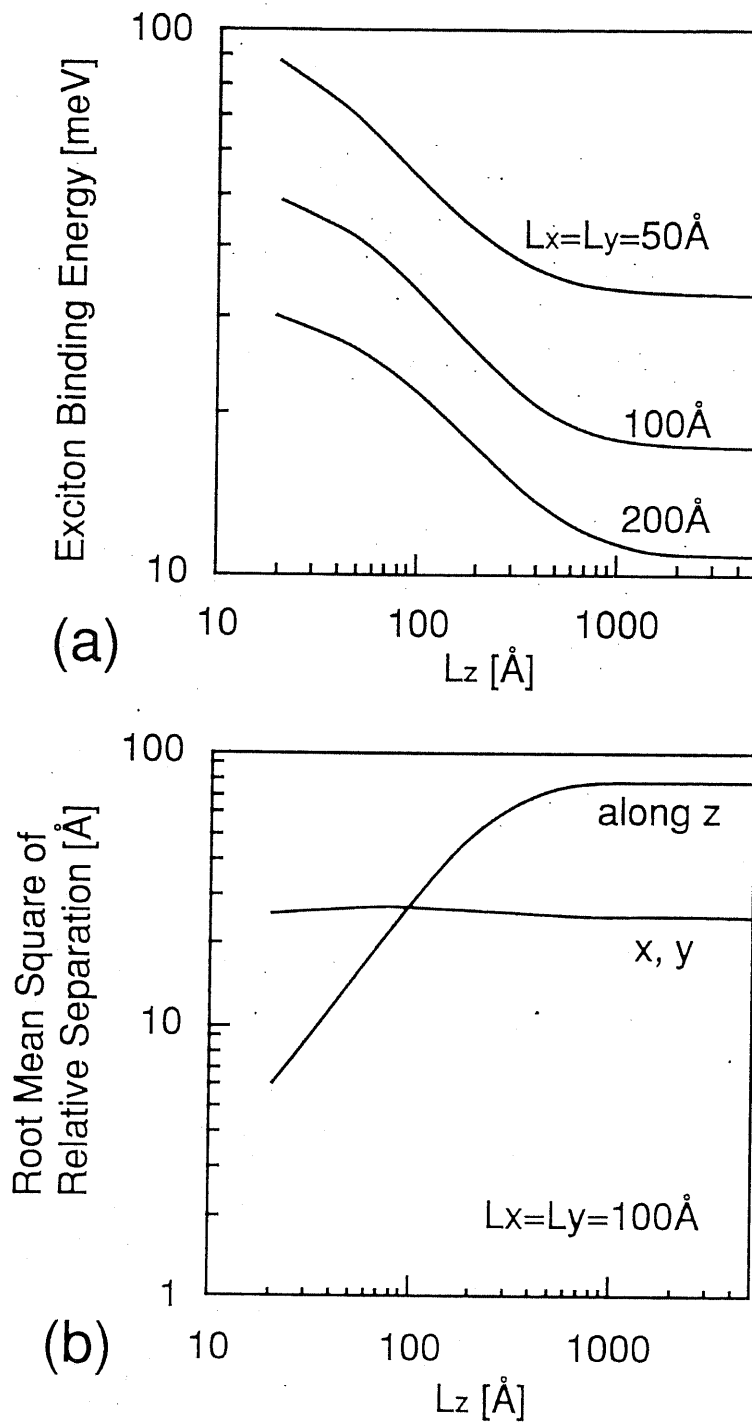 Exciton Binding Energy [meV]
100
10
Lx=Ly=50Å
100Å
200Å
10
100
1000
Lz [Å]
(a)
Root Mean Square of
Relative Separation [Å]
100
10
1
along z
x, y
Lx=Ly=100Å
10
100
1000
Lz [Å]
(b)